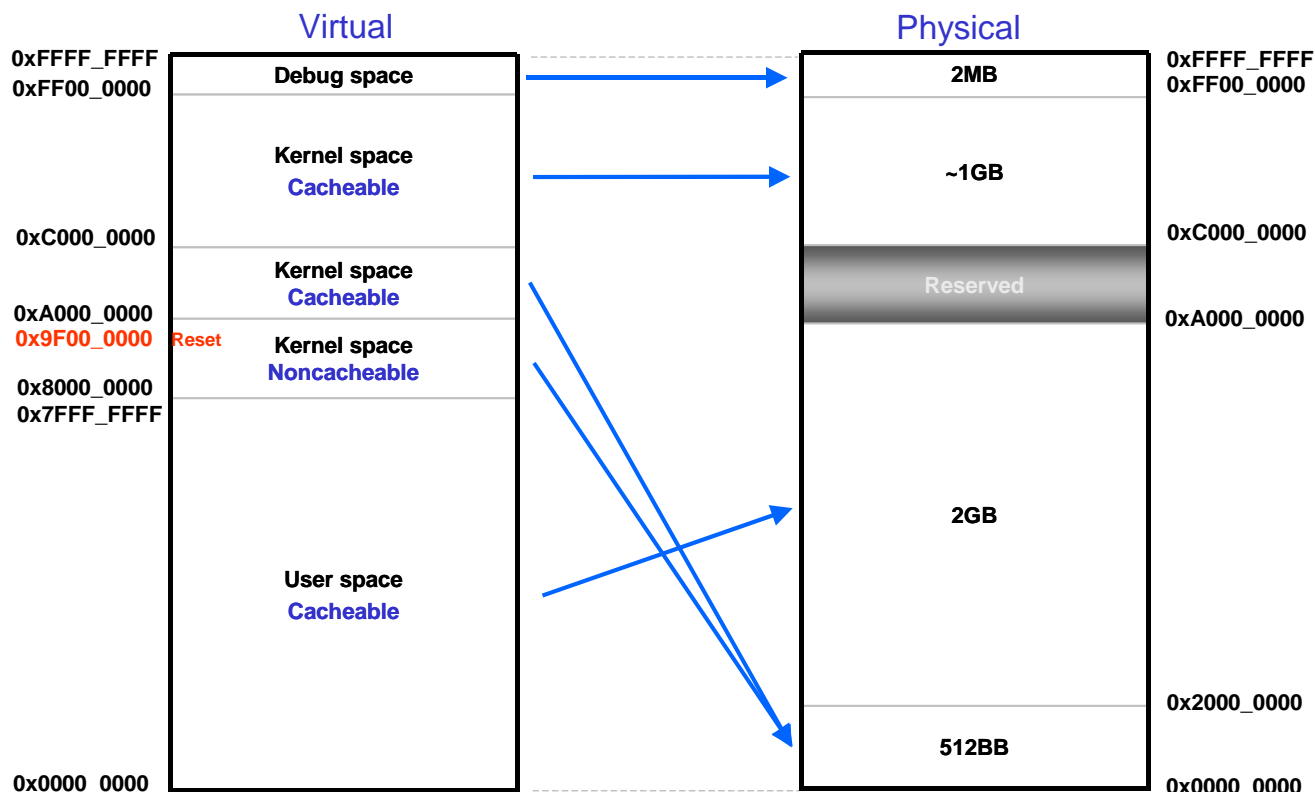 Virtual
Physical
0xFFFF_FFFF
0xFF00_0000
Debug space
2MB
0xFFFF_FFFF
0xFF00_0000
Kernel space
Cacheable
~1GB
0xC000_0000
0xC000_0000
Kernel space
Cacheable
Reserved
0xA000_0000
0xA000_0000
0x9F00_0000 Reset
Kernel space
Noncacheable
0x8000_0000
0x7FFF_FFFF
2GB
User space
Cacheable
0x2000_0000
512BB
0x0000_0000
0x0000_0000